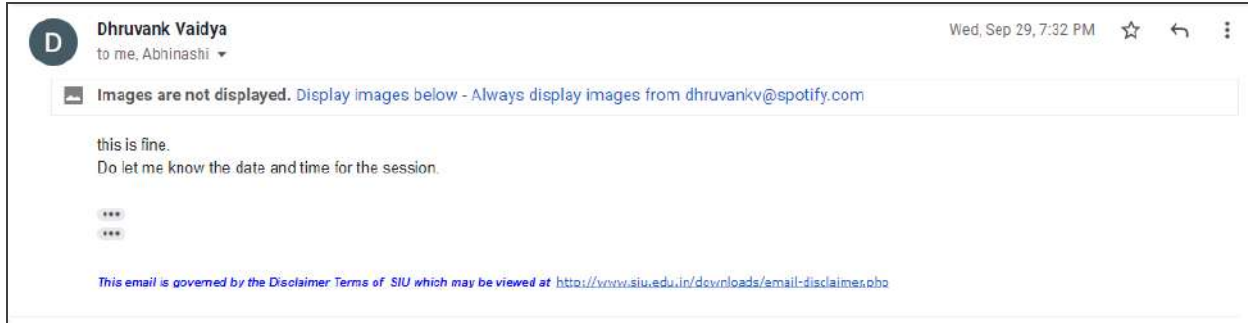 D
Dhruvank Vaidya
Wed, Sep 29, 7:32 PM
to me, Abhinashi
Images are not displayed. Display images below - Always display images from dhruvankv@spotify.com
this is fine.
Do let me know the date and time for the session.
This email is governed by the Disclaimer Terms of SIU which may be viewed at http://www.siu.edu.in/downloads/email-disclaimer.php